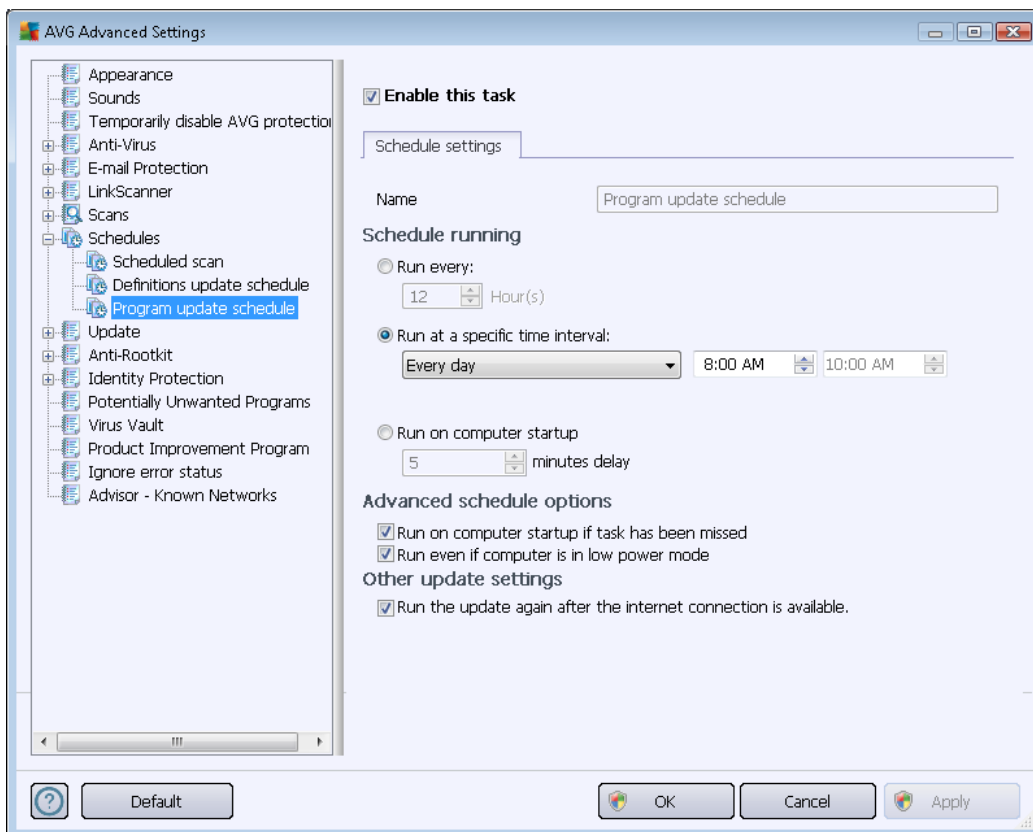 AVG Advanced Settings
Appearance
Sounds
Temporarily disable AVG protection
Anti-Virus
E-mail Protection
LinkScanner
Scans
Schedules
Scheduled scan
Definitions update schedule
Program update schedule
Update
Anti-Rootkit
Identity Protection
Potentially Unwanted Programs
Virus Vault
Product Improvement Program
Ignore error status
Advisor - Known Networks
Enable this task
Schedule settings
Name Program update schedule
Schedule running
Run every:
12 Hour(s)
Run at a specific time interval:
Every day 8:00 AM 10:00 AM
Run on computer startup
5 minutes delay
Advanced schedule options
Run on computer startup if task has been missed
Run even if computer is in low power mode
Other update settings
Run the update again after the internet connection is available.
? Default OK Cancel Apply